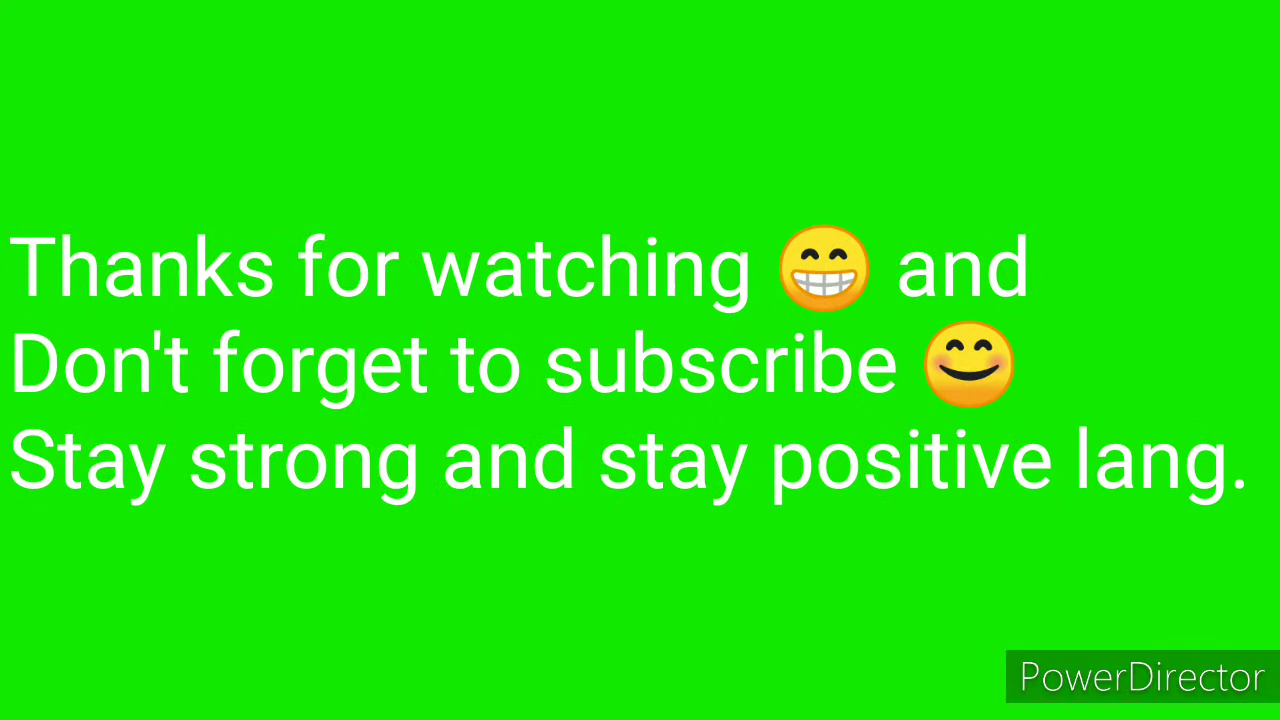 Thanks for watching 😁 and
Don't forget to subscribe 😊
Stay strong and stay positive lang.
PowerDirector